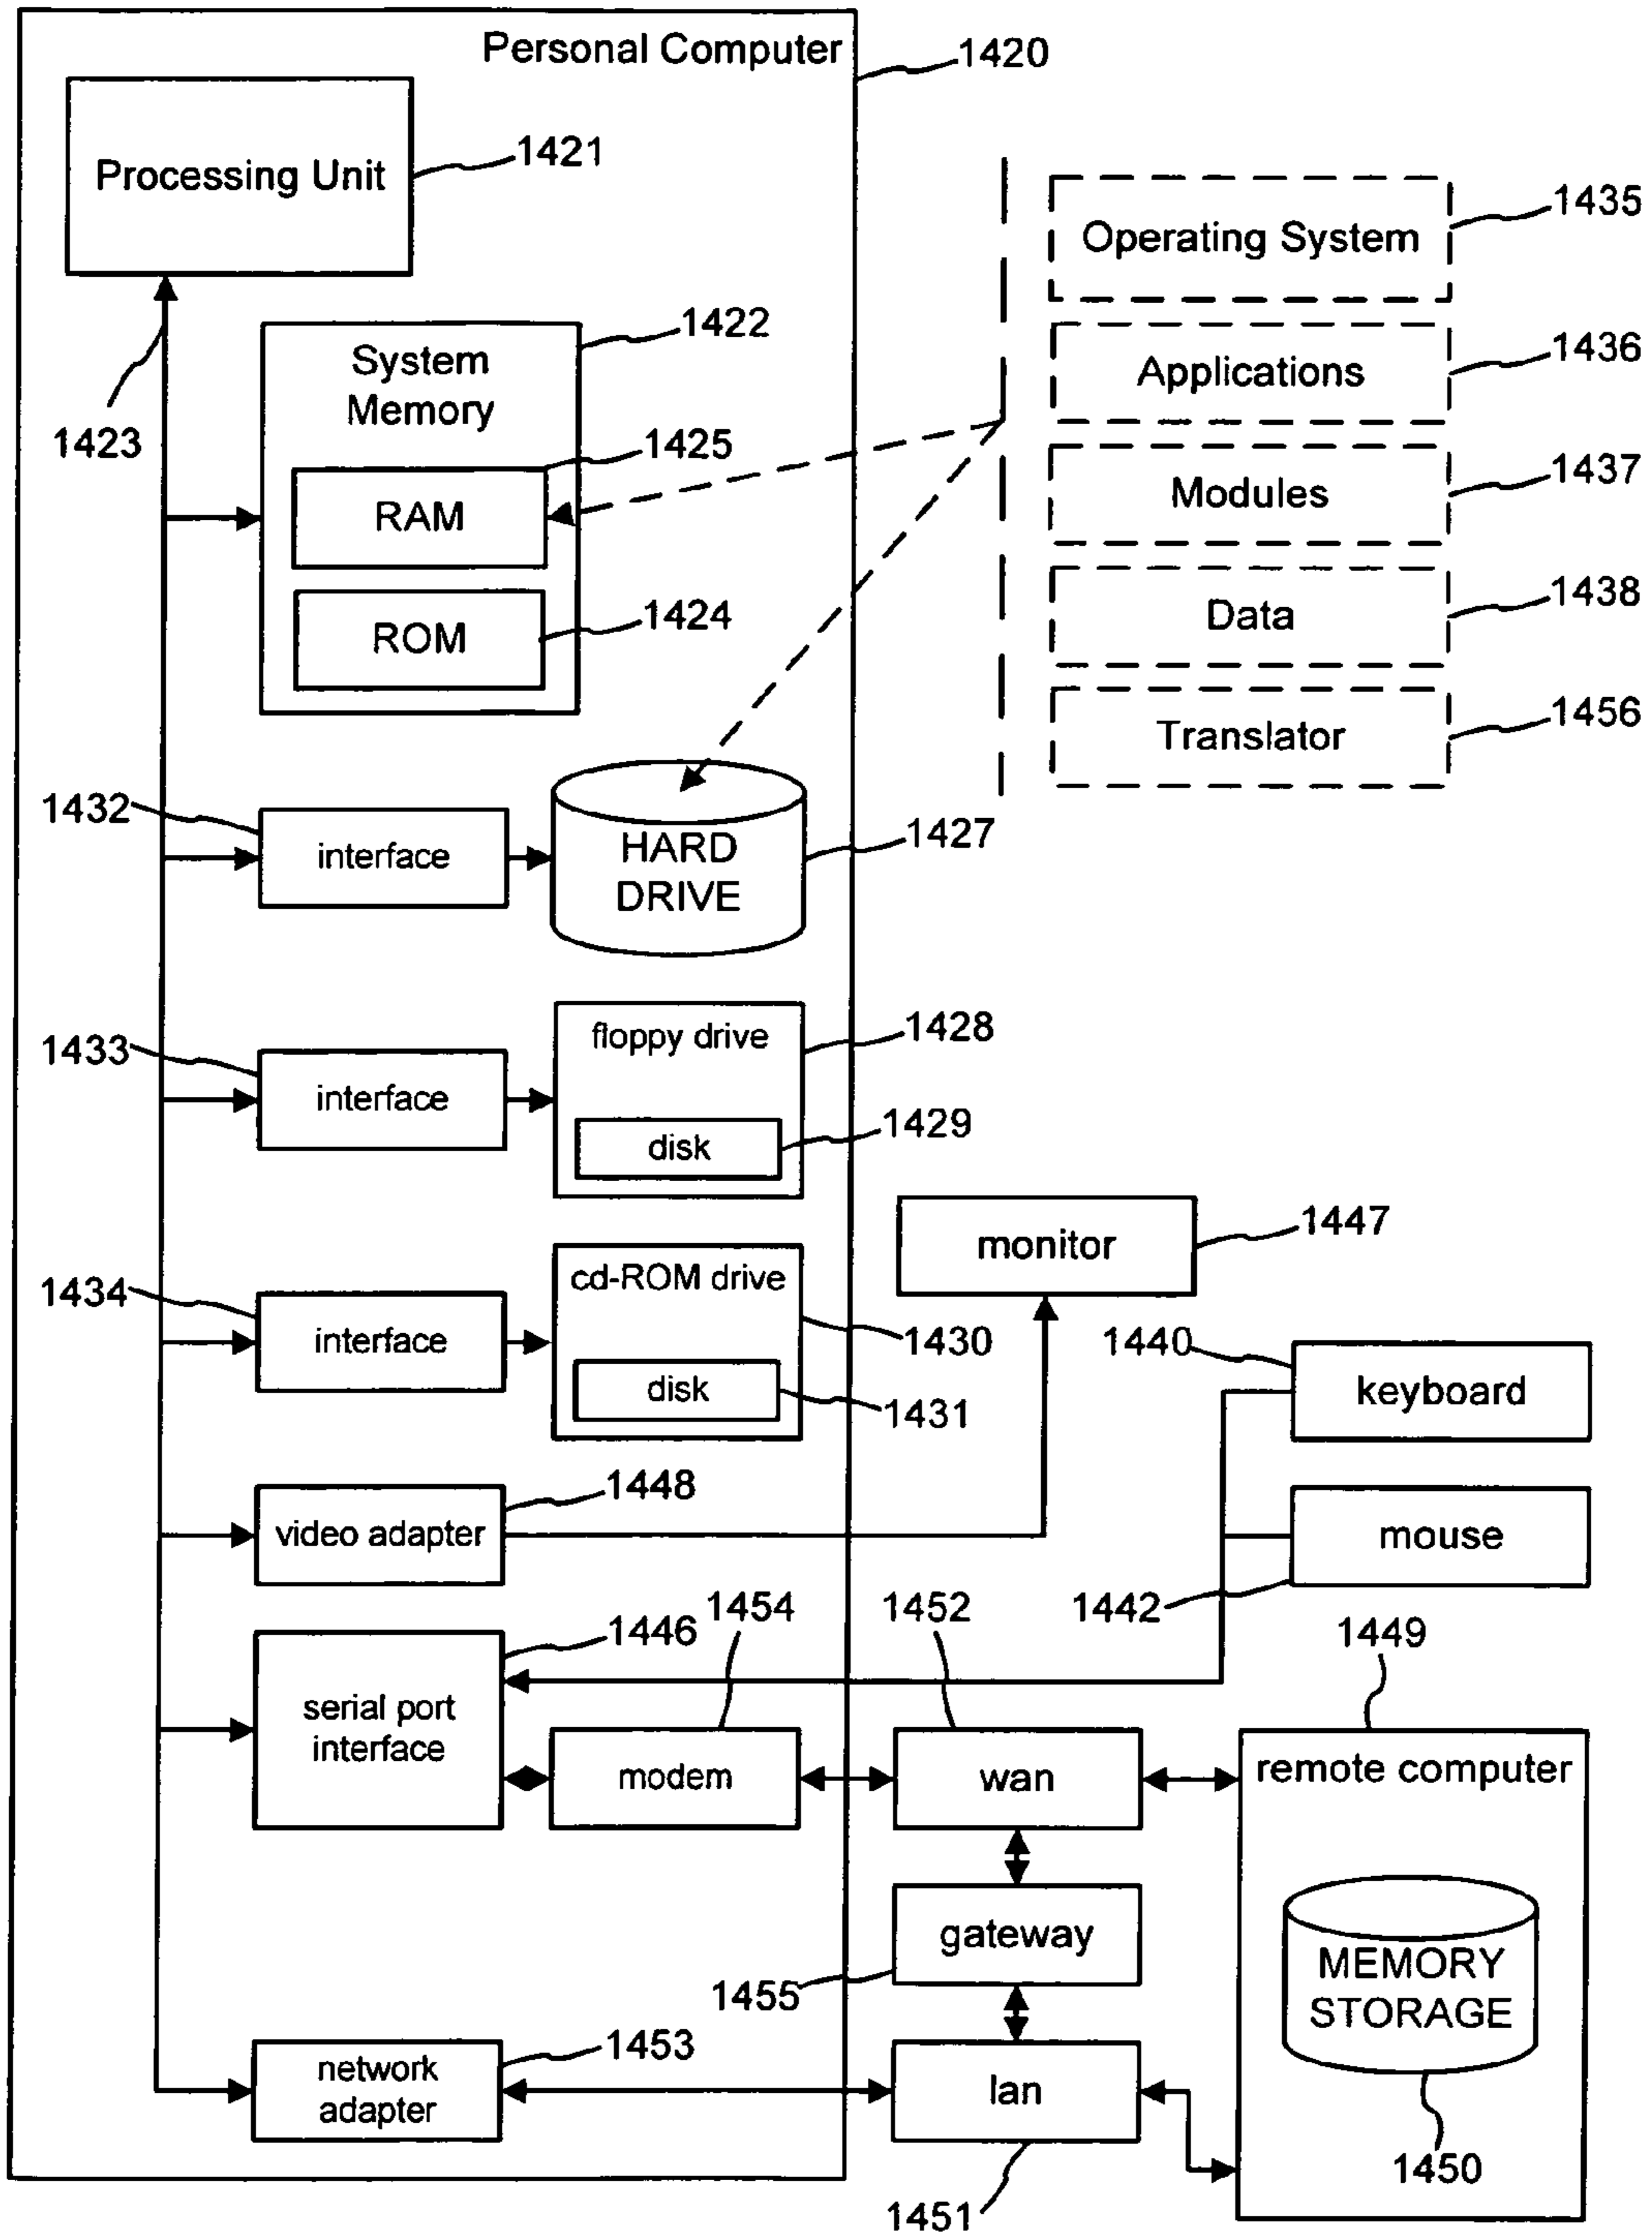 Personal Computer
1420
Processing Unit
1421
1435
Operating System
1422
System
Memory
1436
Applications
1423
1425
RAM
1437
Modules
1424
ROM
1438
Data
1456
Translator
1432
interface
HARD
DRIVE
1427
1433
interface
floppy drive
1428
disk
1429
monitor
1447
1434
interface
cd-ROM drive
1430
disk
1431
1440
keyboard
1448
video adapter
mouse
1442
1446
serial port
interface
1454
modem
1452
wan
1449
remote computer
gateway
1455
MEMORY
STORAGE
1450
1453
network
adapter
lan
1451